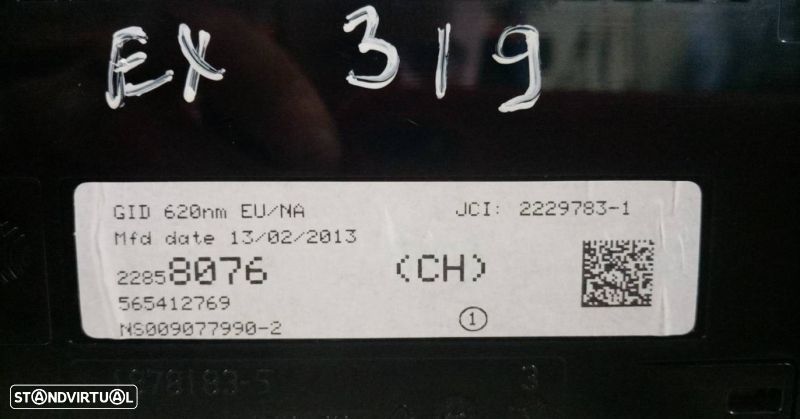 EX 319
GID 620nm EU/NA JCI: 2229783-1
Mfd date 13/02/2013
22858076 (CH)
565412769
NS009077990-2 1
3
STANDVIRTUAL